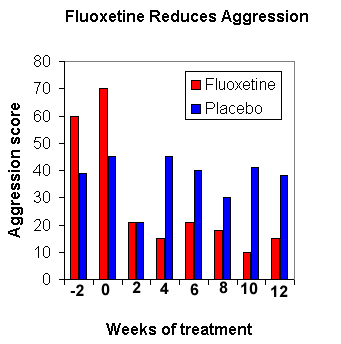 Fluoxetine Reduces Aggression
80
70
60
50
40
30
20
10
0
Aggression score
Fluoxetine
Placebo
-2 0 2 4 6 8 10 12
Weeks of treatment